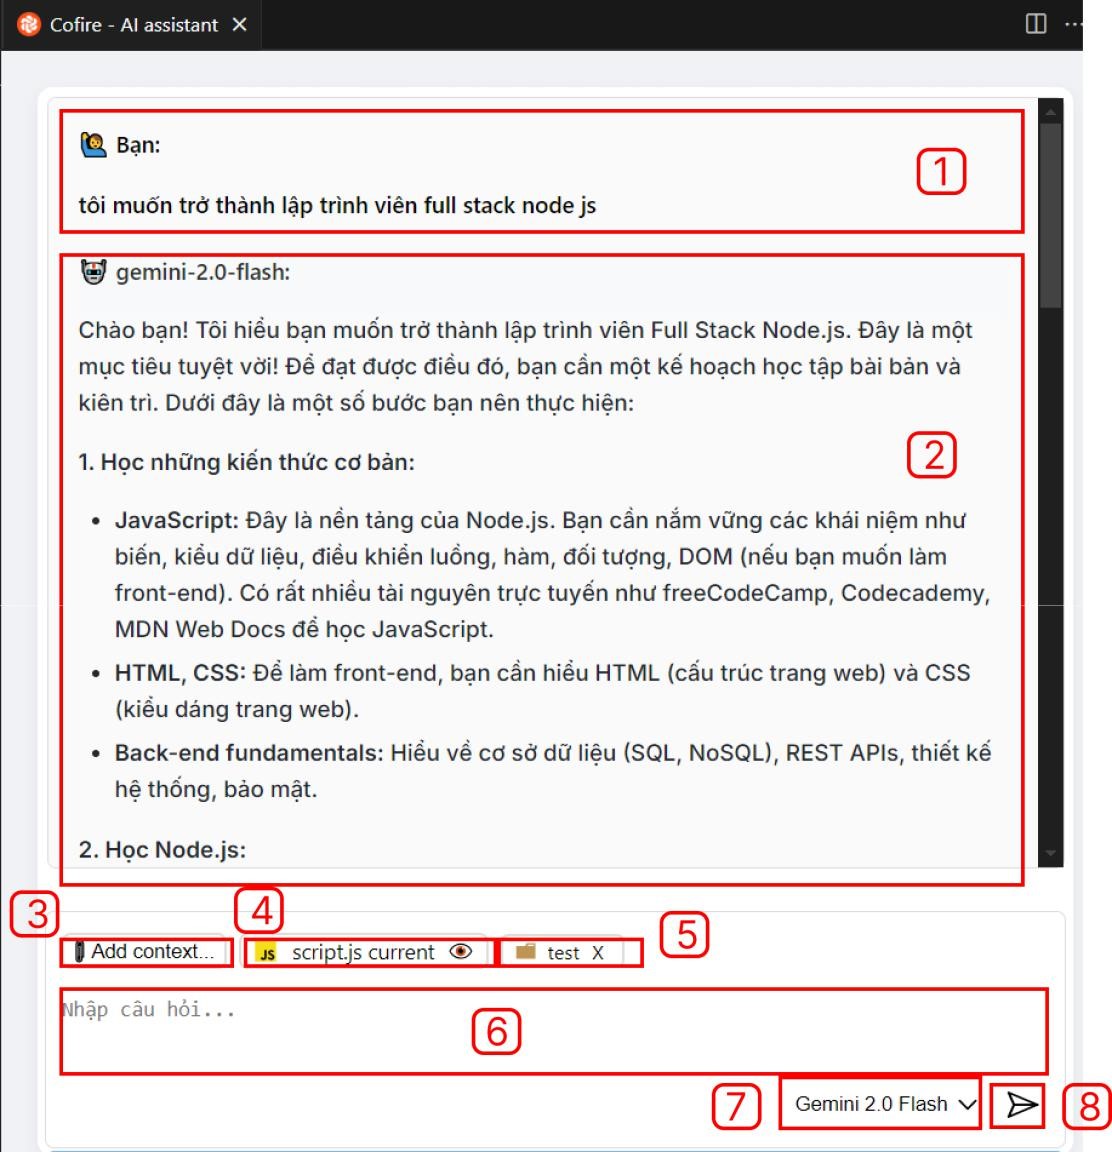 Cofire - AI assistant
Bạn:
1
tôi muốn trở thành lập trình viên full stack node js
gemini-2.0-flash:
Chào bạn! Tôi hiểu bạn muốn trở thành lập trình viên Full Stack Node.js. Đây là một
mục tiêu tuyệt vời! Để đạt được điều đó, bạn cần một kế hoạch học tập bài bản và
kiên trì. Dưới đây là một số bước bạn nên thực hiện:
2
1. Học những kiến thức cơ bản:
• JavaScript: Đây là nền tảng của Node.js. Bạn cần nắm vững các khái niệm như
biến, kiểu dữ liệu, điều khiển luồng, hàm, đối tượng, DOM (nếu bạn muốn làm
front-end). Có rất nhiều tài nguyên trực tuyến như freeCodeCamp, Codecademy,
MDN Web Docs để học JavaScript.
• HTML, CSS: Để làm front-end, bạn cần hiểu HTML (cấu trúc trang web) và CSS
(kiểu dáng trang web).
• Back-end fundamentals: Hiểu về cơ sở dữ liệu (SQL, NoSQL), REST APIs, thiết kế
hệ thống, bảo mật.
2. Học Node.js:
3
4
5
Add context...
JS script.js current
test X
Nhập câu hỏi...
6
7
Gemini 2.0 Flash
8